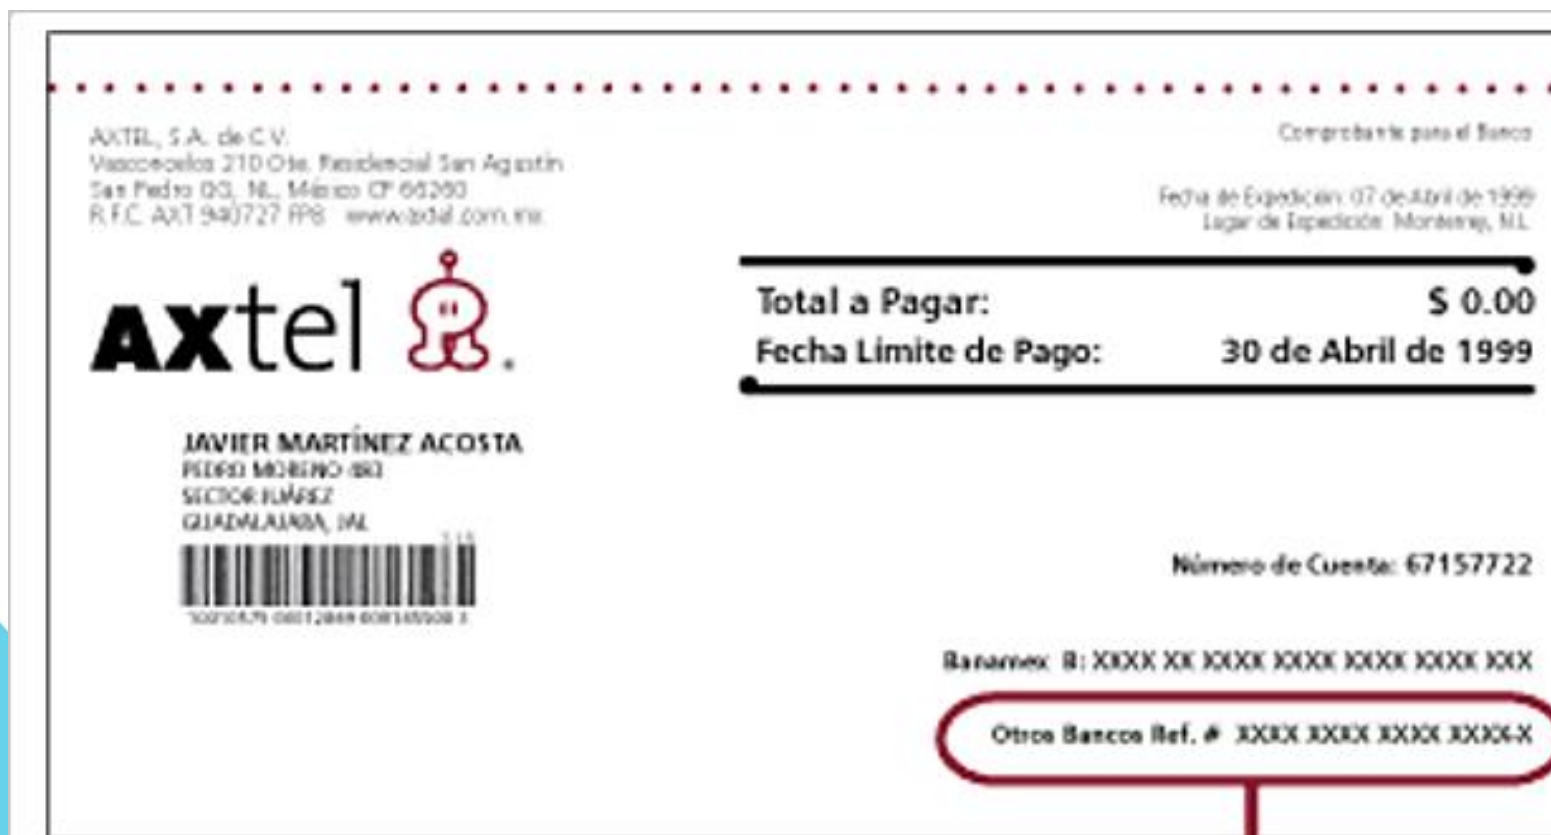 AXTEL, S.A. de C.V.
Vasconcelos 210 Ote. Residencial San Agustín
San Pedro GG, NL, México CP 66260
R.F.C. AXT 940727 FP8 www.axtel.com.mx
Comprobante para el Banco
Fecha de Expedición: 07 de Abril de 1999
Lugar de Expedición: Monterrey, N.L.
AXtel
Total a Pagar: $ 0.00
Fecha Límite de Pago: 30 de Abril de 1999
JAVIER MARTÍNEZ ACOSTA
PEDRO MORENO
SECTOR JUÁREZ
GUADALAJARA, JAL
Número de Cuenta: 67157722
Banamex B: XXXX XX XXXX XXXX XXXX XXXX XXX
Otros Bancos Ref. # XXXX XXXX XXXX XXXX-X